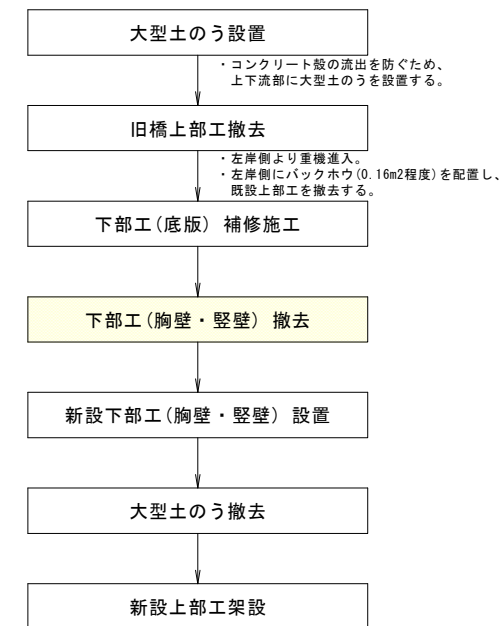 大型土のう設置
・コンクリート殻の流出を防ぐため、
上下流部に大型土のうを設置する。
旧橋上部工撤去
・左岸側より重機進入。
・左岸側にバックホウ(0.16m2程度)を配置し、
既設上部工を撤去する。
下部工(底版) 補修施工
下部工(胸壁・竪壁) 撤去
新設下部工(胸壁・竪壁) 設置
大型土のう撤去
新設上部工架設